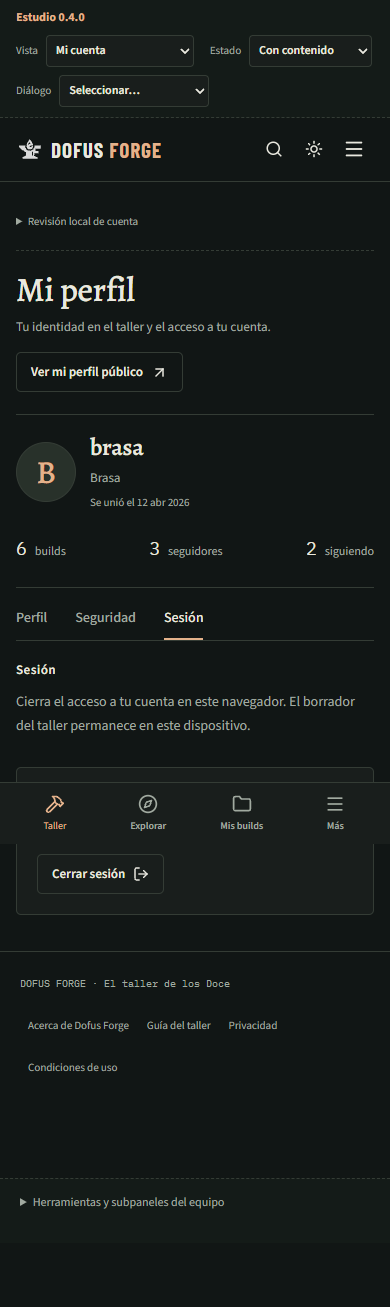 Estudio 0.4.0
Vista Mi cuenta Estado Con contenido
Diálogo Seleccionar...
DOFUS FORGE
Revisión local de cuenta
Mi perfil
Tu identidad en el taller y el acceso a tu cuenta.
Ver mi perfil público
B
brasa
Brasa
Se unió el 12 abr 2026
6 builds 3 seguidores 2 siguiendo
Perfil Seguridad Sesión
Sesión
Cierra el acceso a tu cuenta en este navegador. El borrador
del taller permanece en este dispositivo.
Taller Explorar Mis builds Más
Cerrar sesión
DOFUS FORGE · El taller de los Doce
Acerca de Dofus Forge Guía del taller Privacidad
Condiciones de uso
Herramientas y subpaneles del equipo